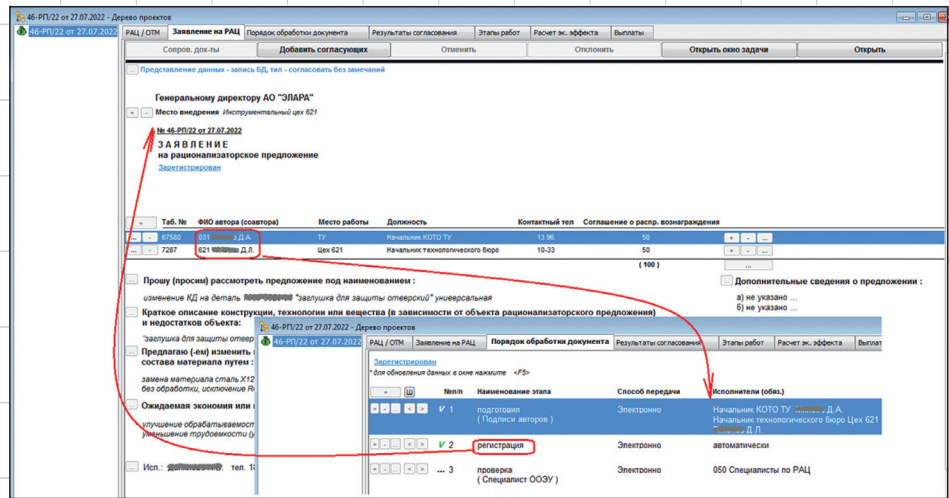 46-РП/22 от 27.07.2022 - Дерево проектов
46-РП/22 от 27.07.2022
РАЦ / ОТМ Заявление на РАЦ Порядок обработки документа Результаты согласования Этапы работ Расчет эк. эффекта Выплаты
Сопров. док-ты Добавить согласующих Отменить Отклонить Открыть окно задачи Открыть
... Представление данных - запись БД, тип - согласовать без замечаний
Генеральному директору АО "ЭЛАРА"
+ - Место внедрения Инструментальный цех 621
№ 46-РП/22 от 27.07.2022
З А Я В Л Е Н И Е
на рационализаторское предложение
Зарегистрирован
+ Таб. № ФИО автора (соавтора) Место работы Должность Контактный тел Соглашение о распр. вознаграждения
... - 67580 031 Д.А. ТУ Начальник КОТО ТУ 13 96 50 + - ...
... - 7287 621 Д.Л. Цех 621 Начальник технологического бюро 10-33 50 + - ...
( 100 ) ...
... Прошу (просим) рассмотреть предложение под наименованием :
изменение КД на деталь "заглушка для защиты отверский" универсальная
... Дополнительные сведения о предложении :
а) не указано ...
б) не указано ...
... Краткое описание конструкции, технологии или вещества (в зависимости от объекта рационализаторского предложения)
и недостатков объекта:
"заглушка для защиты отвер
... Предлагаю (-ем) изменить
состава материала путем :
замена материала сталь Х12
без обработки, исключение
... Ожидаемая экономия или
улучшение обрабатываемост
уменьшение трудоемкости (у
... Исп.: тел. 18
46-РП/22 от 27.07.2022 - Дерево проектов
46-РП/22 от 27.07.2022
РАЦ / ОТМ Заявление на РАЦ Порядок обработки документа Результаты согласования Этапы работ Расчет эк. эффекта Выплат
Зарегистрирован
* для обновления данных в окне нажмите <F5>
+ Ш №п/п Наименование этапа Способ передачи Исполнители (обяз.)
+ - ... < > V 1 подготовил Электронно Начальник КОТО ТУ Д.А.
( Подписи авторов ) Начальник технологического бюро Цех 621
Д.Л.
+ - ... < > V 2 регистрация Электронно автоматически
+ - ... < > ... 3 проверка Электронно 050 Специалисты по РАЦ
( Специалист ООЭУ )